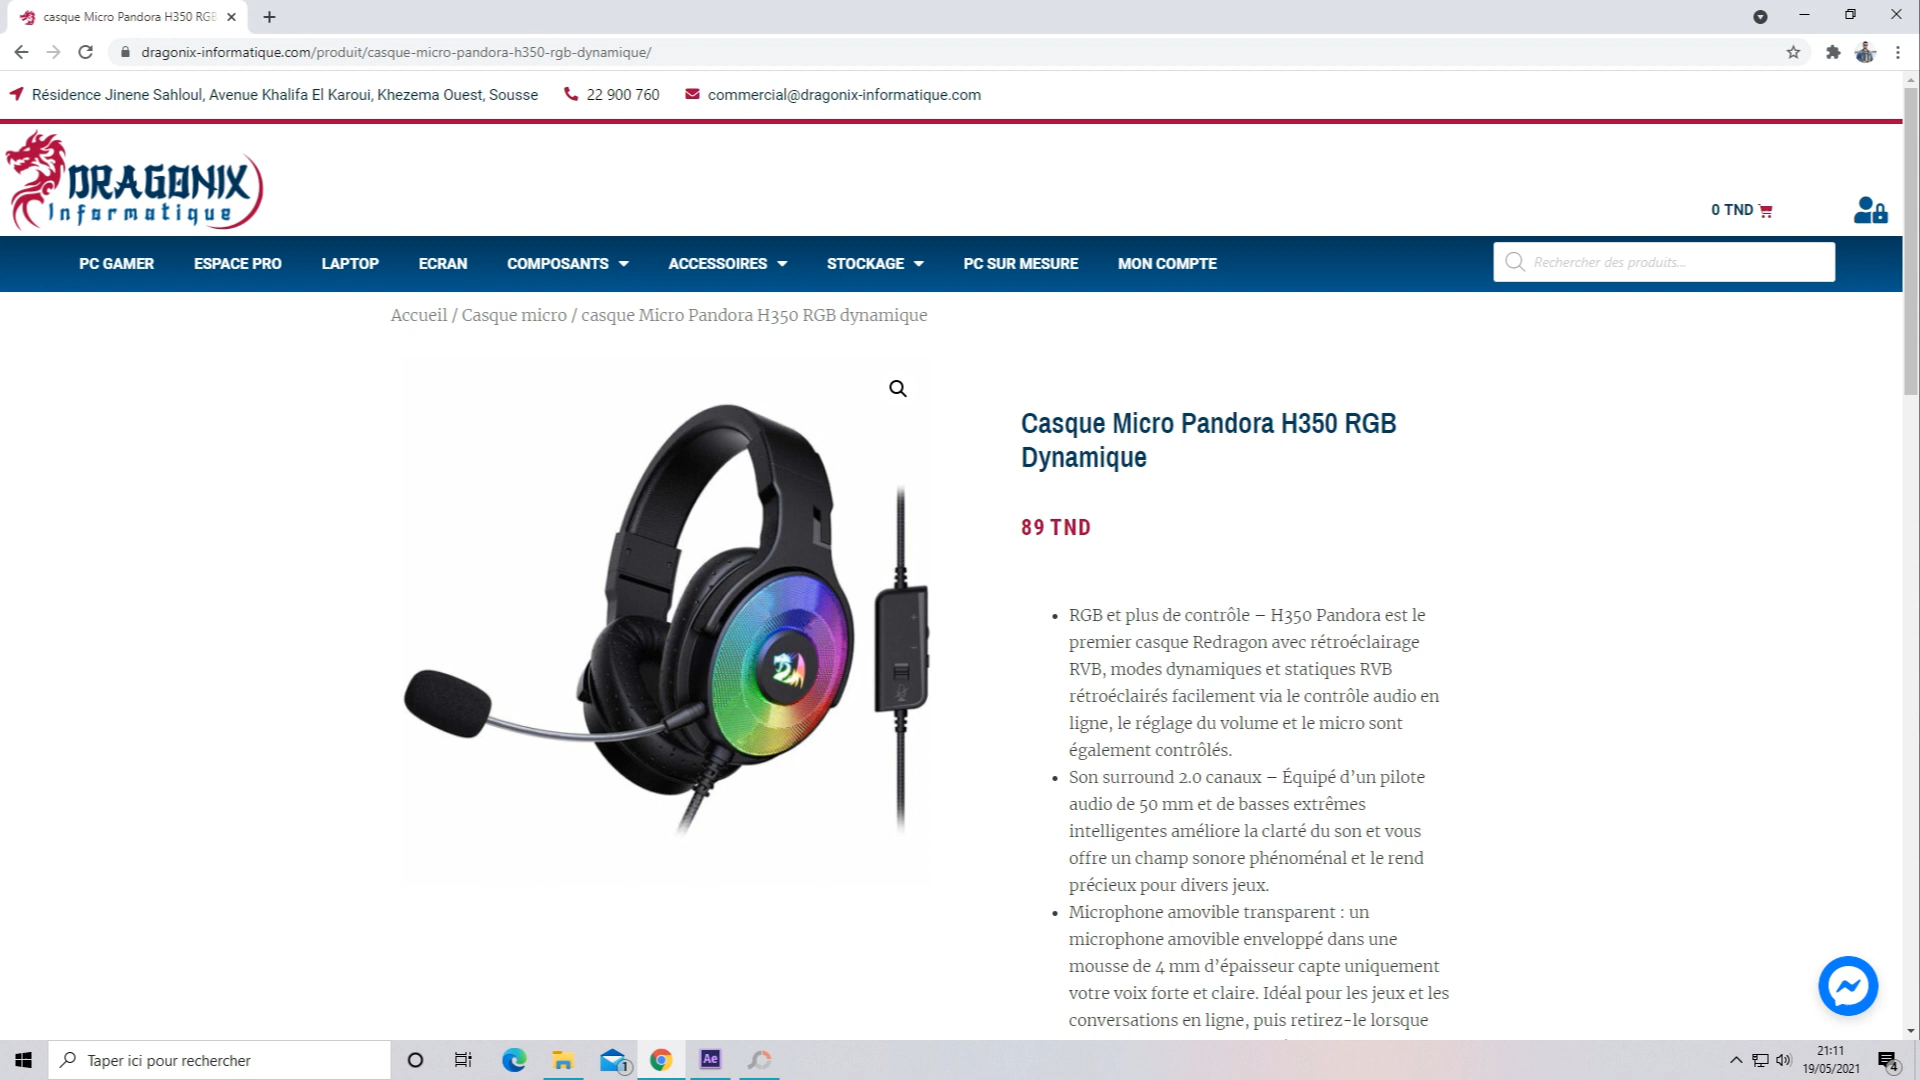 casque Micro Pandora H350 RGB
dragonix-informatique.com/produit/casque-micro-pandora-h350-rgb-dynamique/
Résidence Jinene Sahloul, Avenue Khalifa El Karoui, Khezema Ouest, Sousse 22 900 760 commercial@dragonix-informatique.com
DRAGONIX
Informatique
0 TND
PC GAMER ESPACE PRO LAPTOP ECRAN COMPOSANTS ACCESSOIRES STOCKAGE PC SUR MESURE MON COMPTE Rechercher des produits...
Accueil / Casque micro / casque Micro Pandora H350 RGB dynamique
Casque Micro Pandora H350 RGB
Dynamique
89 TND
• RGB et plus de contrôle – H350 Pandora est le
premier casque Redragon avec rétroéclairage
RVB, modes dynamiques et statiques RVB
rétroéclairés facilement via le contrôle audio en
ligne, le réglage du volume et le micro sont
également contrôlés.
• Son surround 2.0 canaux – Équipé d’un pilote
audio de 50 mm et de basses extrêmes
intelligentes améliore la clarté du son et vous
offre un champ sonore phénoménal et le rend
précieux pour divers jeux.
• Microphone amovible transparent : un
microphone amovible enveloppé dans une
mousse de 4 mm d’épaisseur capte uniquement
votre voix forte et claire. Idéal pour les jeux et les
conversations en ligne, puis retirez-le lorsque
Taper ici pour rechercher
1
Ae
21:11
19/05/2021
4